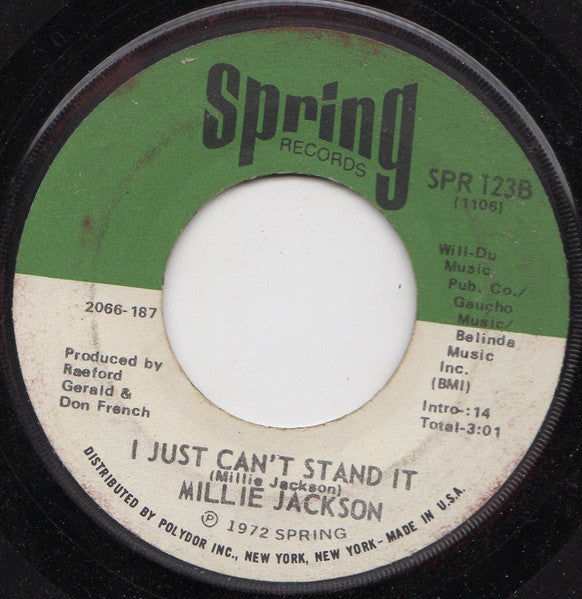 Spring
RECORDS
SPR 123B
(1106)
Will-Du
Music
Pub. Co./
Gaucho
Music/
Belinda
Music
Inc.
(BMI)
Intro-:14
Total-3:01
2066-187
Produced by
Raeford
Gerald &
Don French
I JUST CAN'T STAND IT
(Millie Jackson)
MILLIE JACKSON
Ⓟ 1972 SPRING
DISTRIBUTED BY POLYDOR INC., NEW YORK, NEW YORK - MADE IN U.S.A.